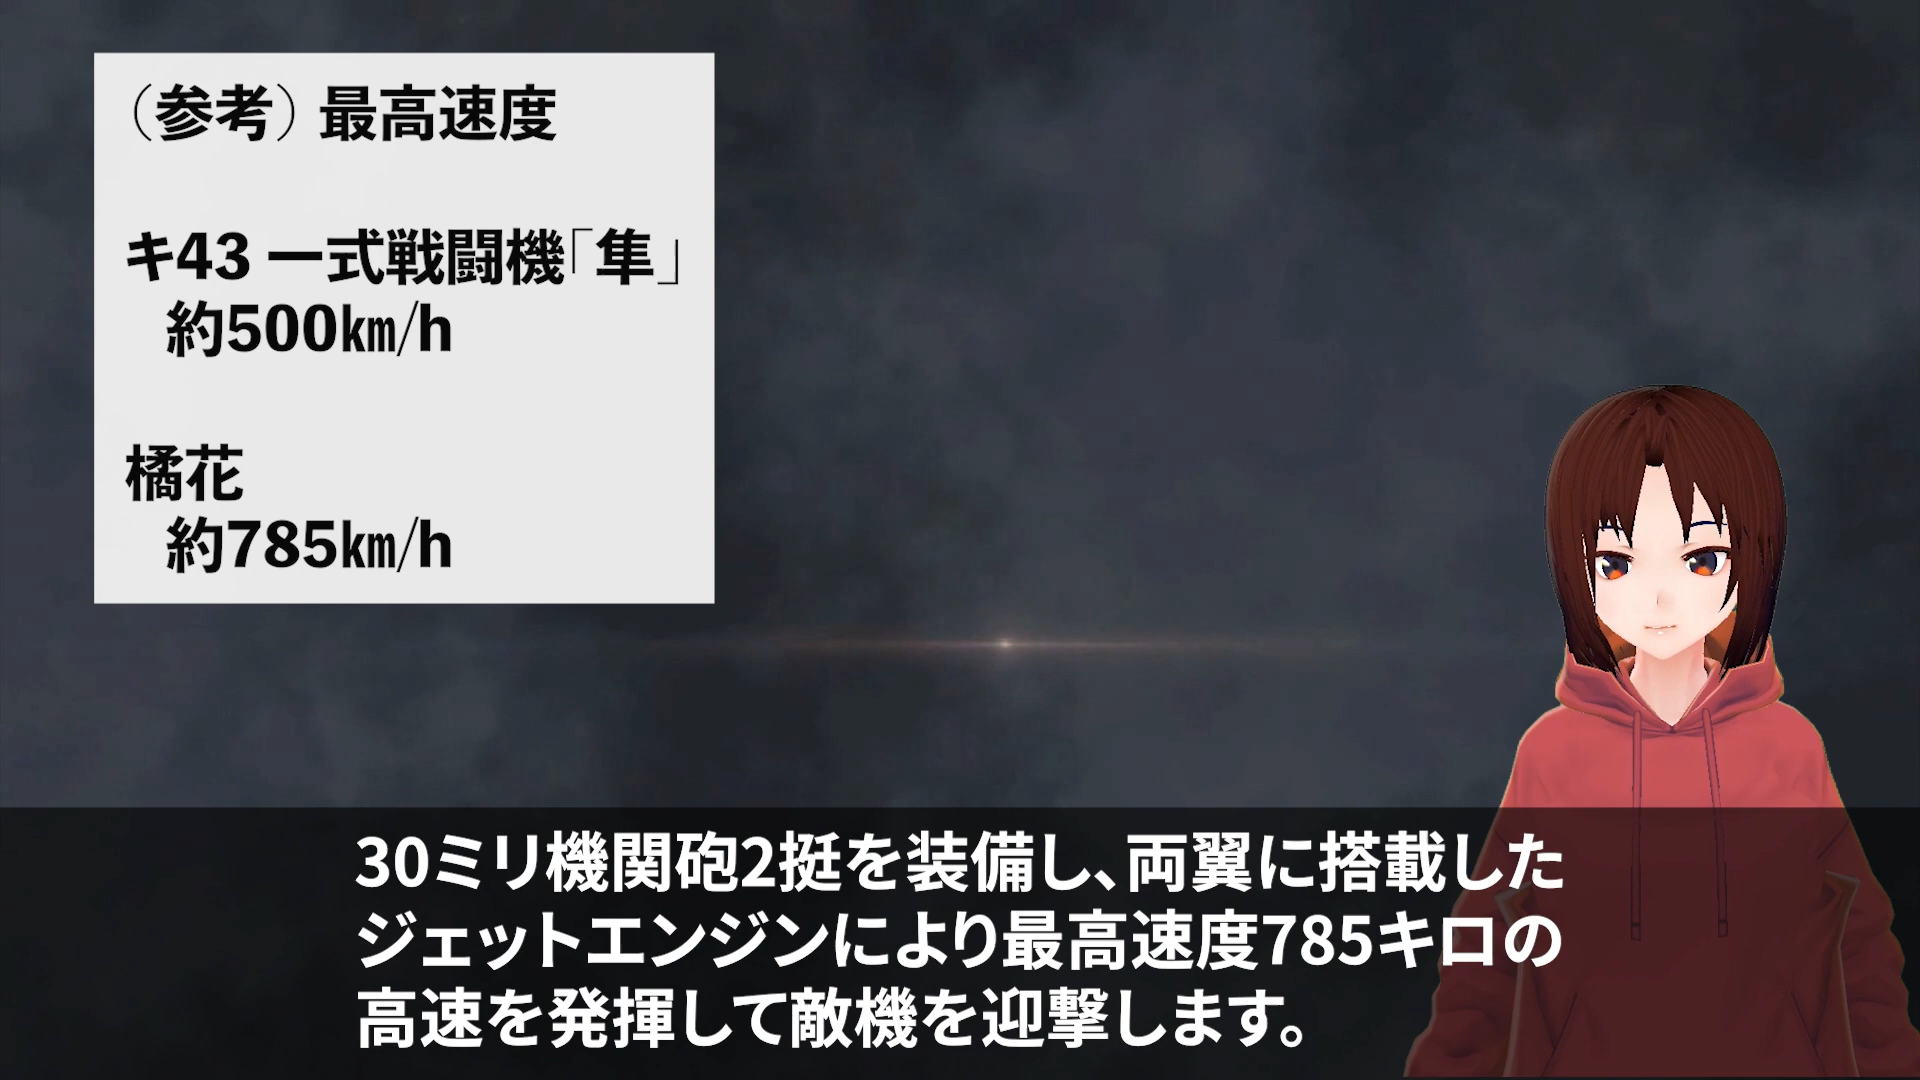 （参考）最高速度
キ43 一式戦闘機「隼」
約500㎞/h
橘花
約785㎞/h
30ミリ機関砲2挺を装備し、両翼に搭載した
ジェットエンジンにより最高速度785キロの
高速を発揮して敵機を迎撃します。